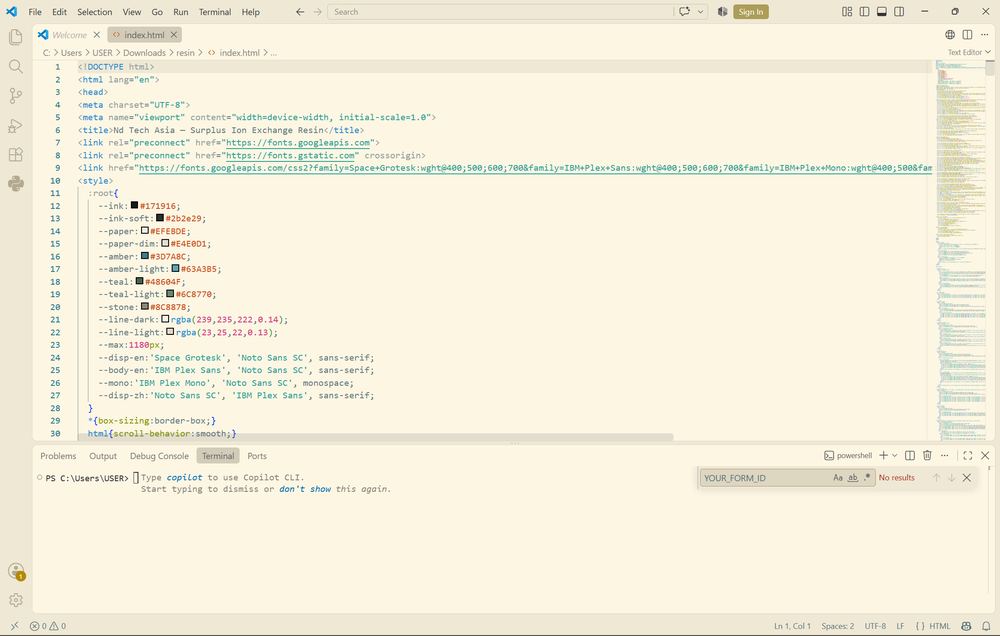 File Edit Selection View Go Run Terminal Help
Search
Sign In
Welcome
index.html
C: > Users > USER > Downloads > resin > <> index.html > ...
Text Editor
1 <!DOCTYPE html>
2 <html lang="en">
3 <head>
4 <meta charset="UTF-8">
5 <meta name="viewport" content="width=device-width, initial-scale=1.0">
6 <title>Nd Tech Asia — Surplus Ion Exchange Resin</title>
7 <link rel="preconnect" href="https://fonts.googleapis.com">
8 <link rel="preconnect" href="https://fonts.gstatic.com" crossorigin>
9 <link href="https://fonts.googleapis.com/css2?family=Space+Grotesk:wght@400;500;600;700&family=IBM+Plex+Sans:wght@400;500;600;700&family=IBM+Plex+Mono:wght@400;500&fam
10 <style>
11 :root{
12 --ink:#171916;
13 --ink-soft:#2b2e29;
14 --paper:#EFEBDE;
15 --paper-dim:#E4E0D1;
16 --amber:#3D7A8C;
17 --amber-light:#63A3B5;
18 --teal:#48604F;
19 --teal-light:#6C8770;
20 --stone:#8C8878;
21 --line-dark:rgba(239,235,222,0.14);
22 --line-light:rgba(23,25,22,0.13);
23 --max:1180px;
24 --disp-en:'Space Grotesk', 'Noto Sans SC', sans-serif;
25 --body-en:'IBM Plex Sans', 'Noto Sans SC', sans-serif;
26 --mono:'IBM Plex Mono', 'Noto Sans SC', monospace;
27 --disp-zh:'Noto Sans SC', 'IBM Plex Sans', sans-serif;
28 }
29 *{box-sizing:border-box;}
30 html{scroll-behavior:smooth;}
Problems Output Debug Console Terminal Ports
powershell
PS C:\Users\USER> Type copilot to use Copilot CLI.
Start typing to dismiss or don't show this again.
YOUR_FORM_ID
Aa ab .*
No results
1
0 0
Ln 1, Col 1 Spaces: 2 UTF-8 LF { } HTML